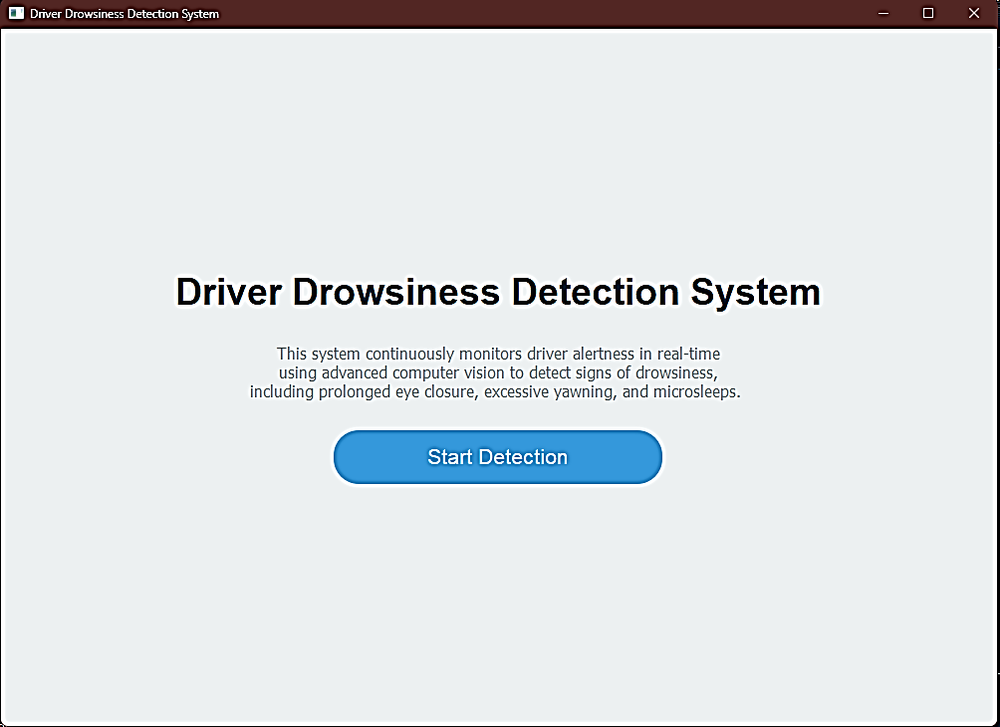 Driver Drowsiness Detection System
Driver Drowsiness Detection System
This system continuously monitors driver alertness in real-time
using advanced computer vision to detect signs of drowsiness,
including prolonged eye closure, excessive yawning, and microsleeps.
Start Detection